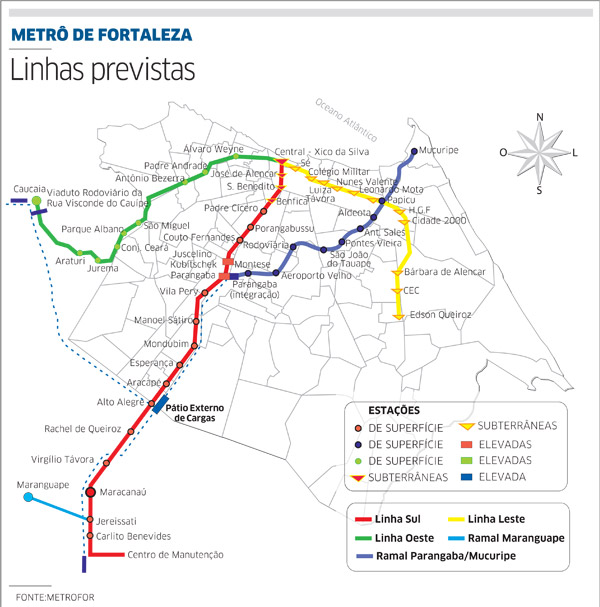 METRÔ DE FORTALEZA
Linhas previstas
Oceano Atlântico
N
O
L
S
Mucuripe
Álvaro Weyne
Central - Xico da Silva
Padre Andrade
Sé
José de Alencar
Colégio Militar
Antônio Bezerra
Nunes Valente
S. Benedito
Luiza
Távora
Leonardo Mota
Caucaia
Viaduto Rodoviário da
Rua Visconde do Cauípe
Benfica
Papicu
Padre Cícero
Aldeota
H.G.F
Cidade 2000
São Miguel
Parque Albano
Porangabussu
Ant. Sales
Couto Fernandes
Conj. Ceará
Rodoviária
Pontes Vieira
Juscelino
Kubitschek
Montese
São João
do Tauape
Araturi
Jurema
Parangaba
Aeroporto Velho
Bárbara de Alencar
Parangaba
(integração)
Vila Pery
CEC
Manoel Sátiro
Edson Queiroz
Mondubim
Esperança
Aracapé
Alto Alegre
Pátio Externo
de Cargas
Rachel de Queiroz
Virgílio Távora
Maranguape
Maracanaú
Jereissati
Carlito Benevides
Centro de Manutenção
ESTAÇÕES
DE SUPERFÍCIE
SUBTERRÂNEAS
DE SUPERFÍCIE
ELEVADAS
DE SUPERFÍCIE
ELEVADAS
SUBTERRÂNEAS
ELEVADA
Linha Sul
Linha Leste
Linha Oeste
Ramal Maranguape
Ramal Parangaba/Mucuripe
FONTE:METROFOR